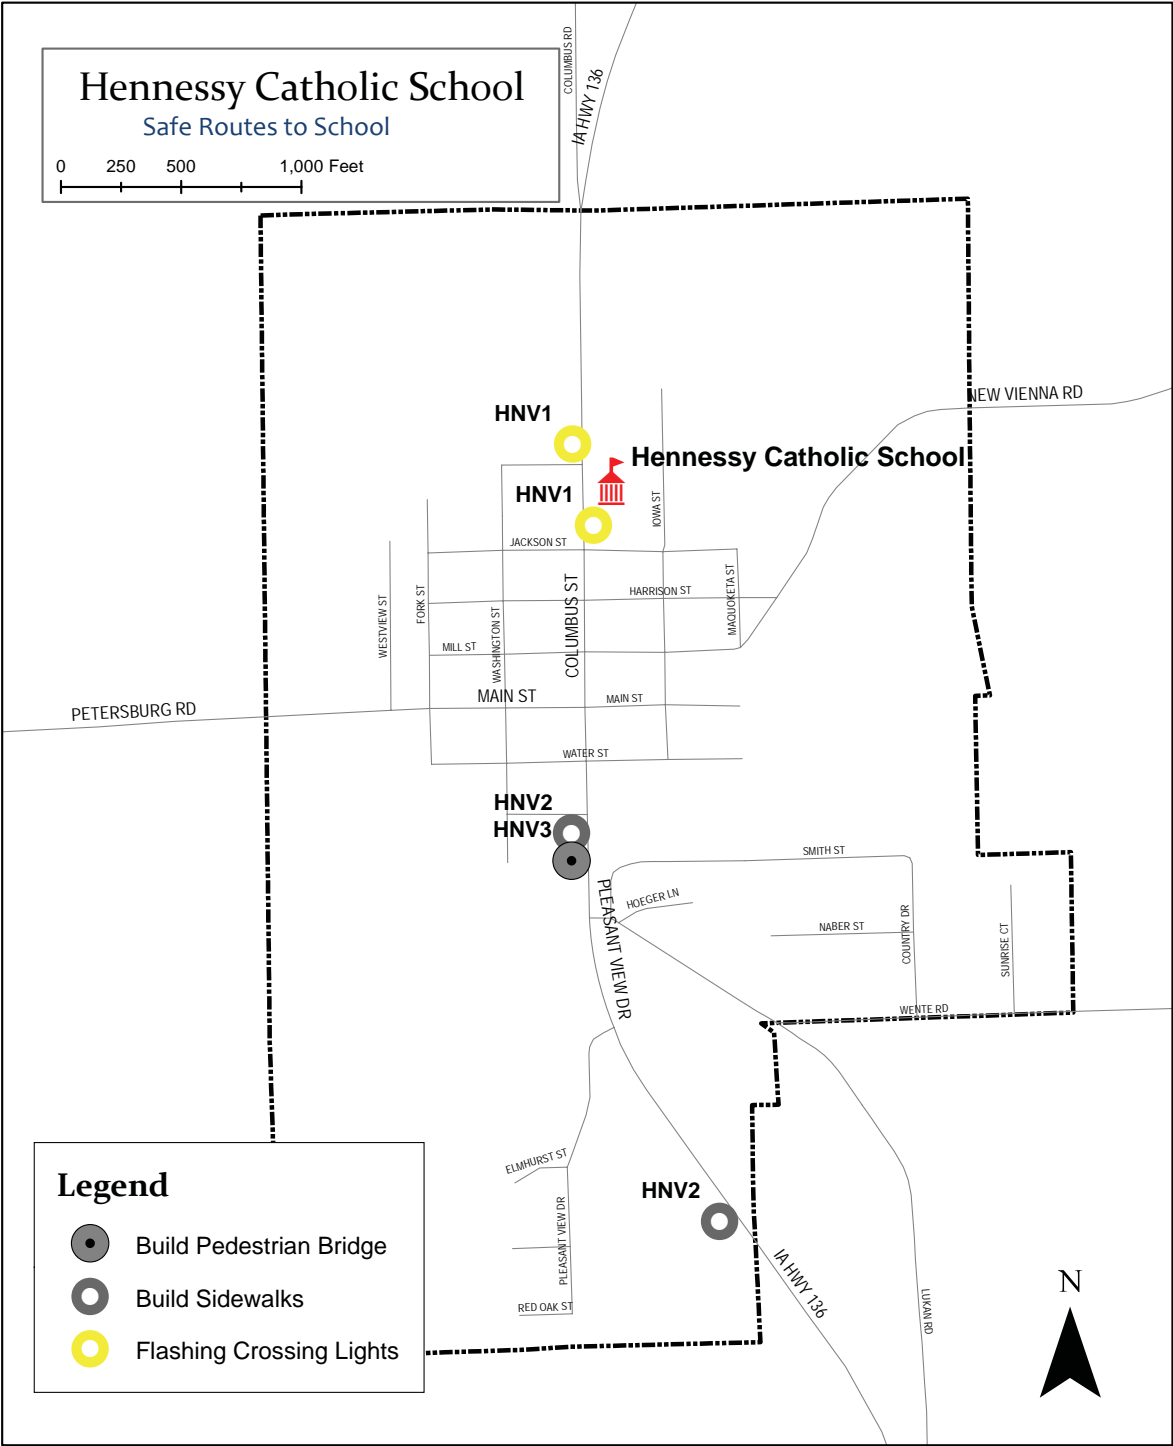 COLUMBUS RD
IA HWY 136
Hennessy Catholic School
Safe Routes to School
0 250 500 1,000 Feet
NEW VIENNA RD
HNV1
Hennessy Catholic School
HNV1
IOWA ST
JACKSON ST
COLUMBUS ST
HARRISON ST
MAQUOKETA ST
FORK ST
WESTVIEW ST
WASHINGTON ST
MILL ST
MAIN ST
MAIN ST
PETERSBURG RD
WATER ST
HNV2
HNV3
SMITH ST
PLEASANT VIEW DR
HOEGER LN
NABER ST
COUNTRY DR
SUNRISE CT
WENTE RD
ELMHURST ST
HNV2
PLEASANT VIEW DR
IA HWY 136
RED OAK ST
LUKAN RD
N
Legend
Build Pedestrian Bridge
Build Sidewalks
Flashing Crossing Lights